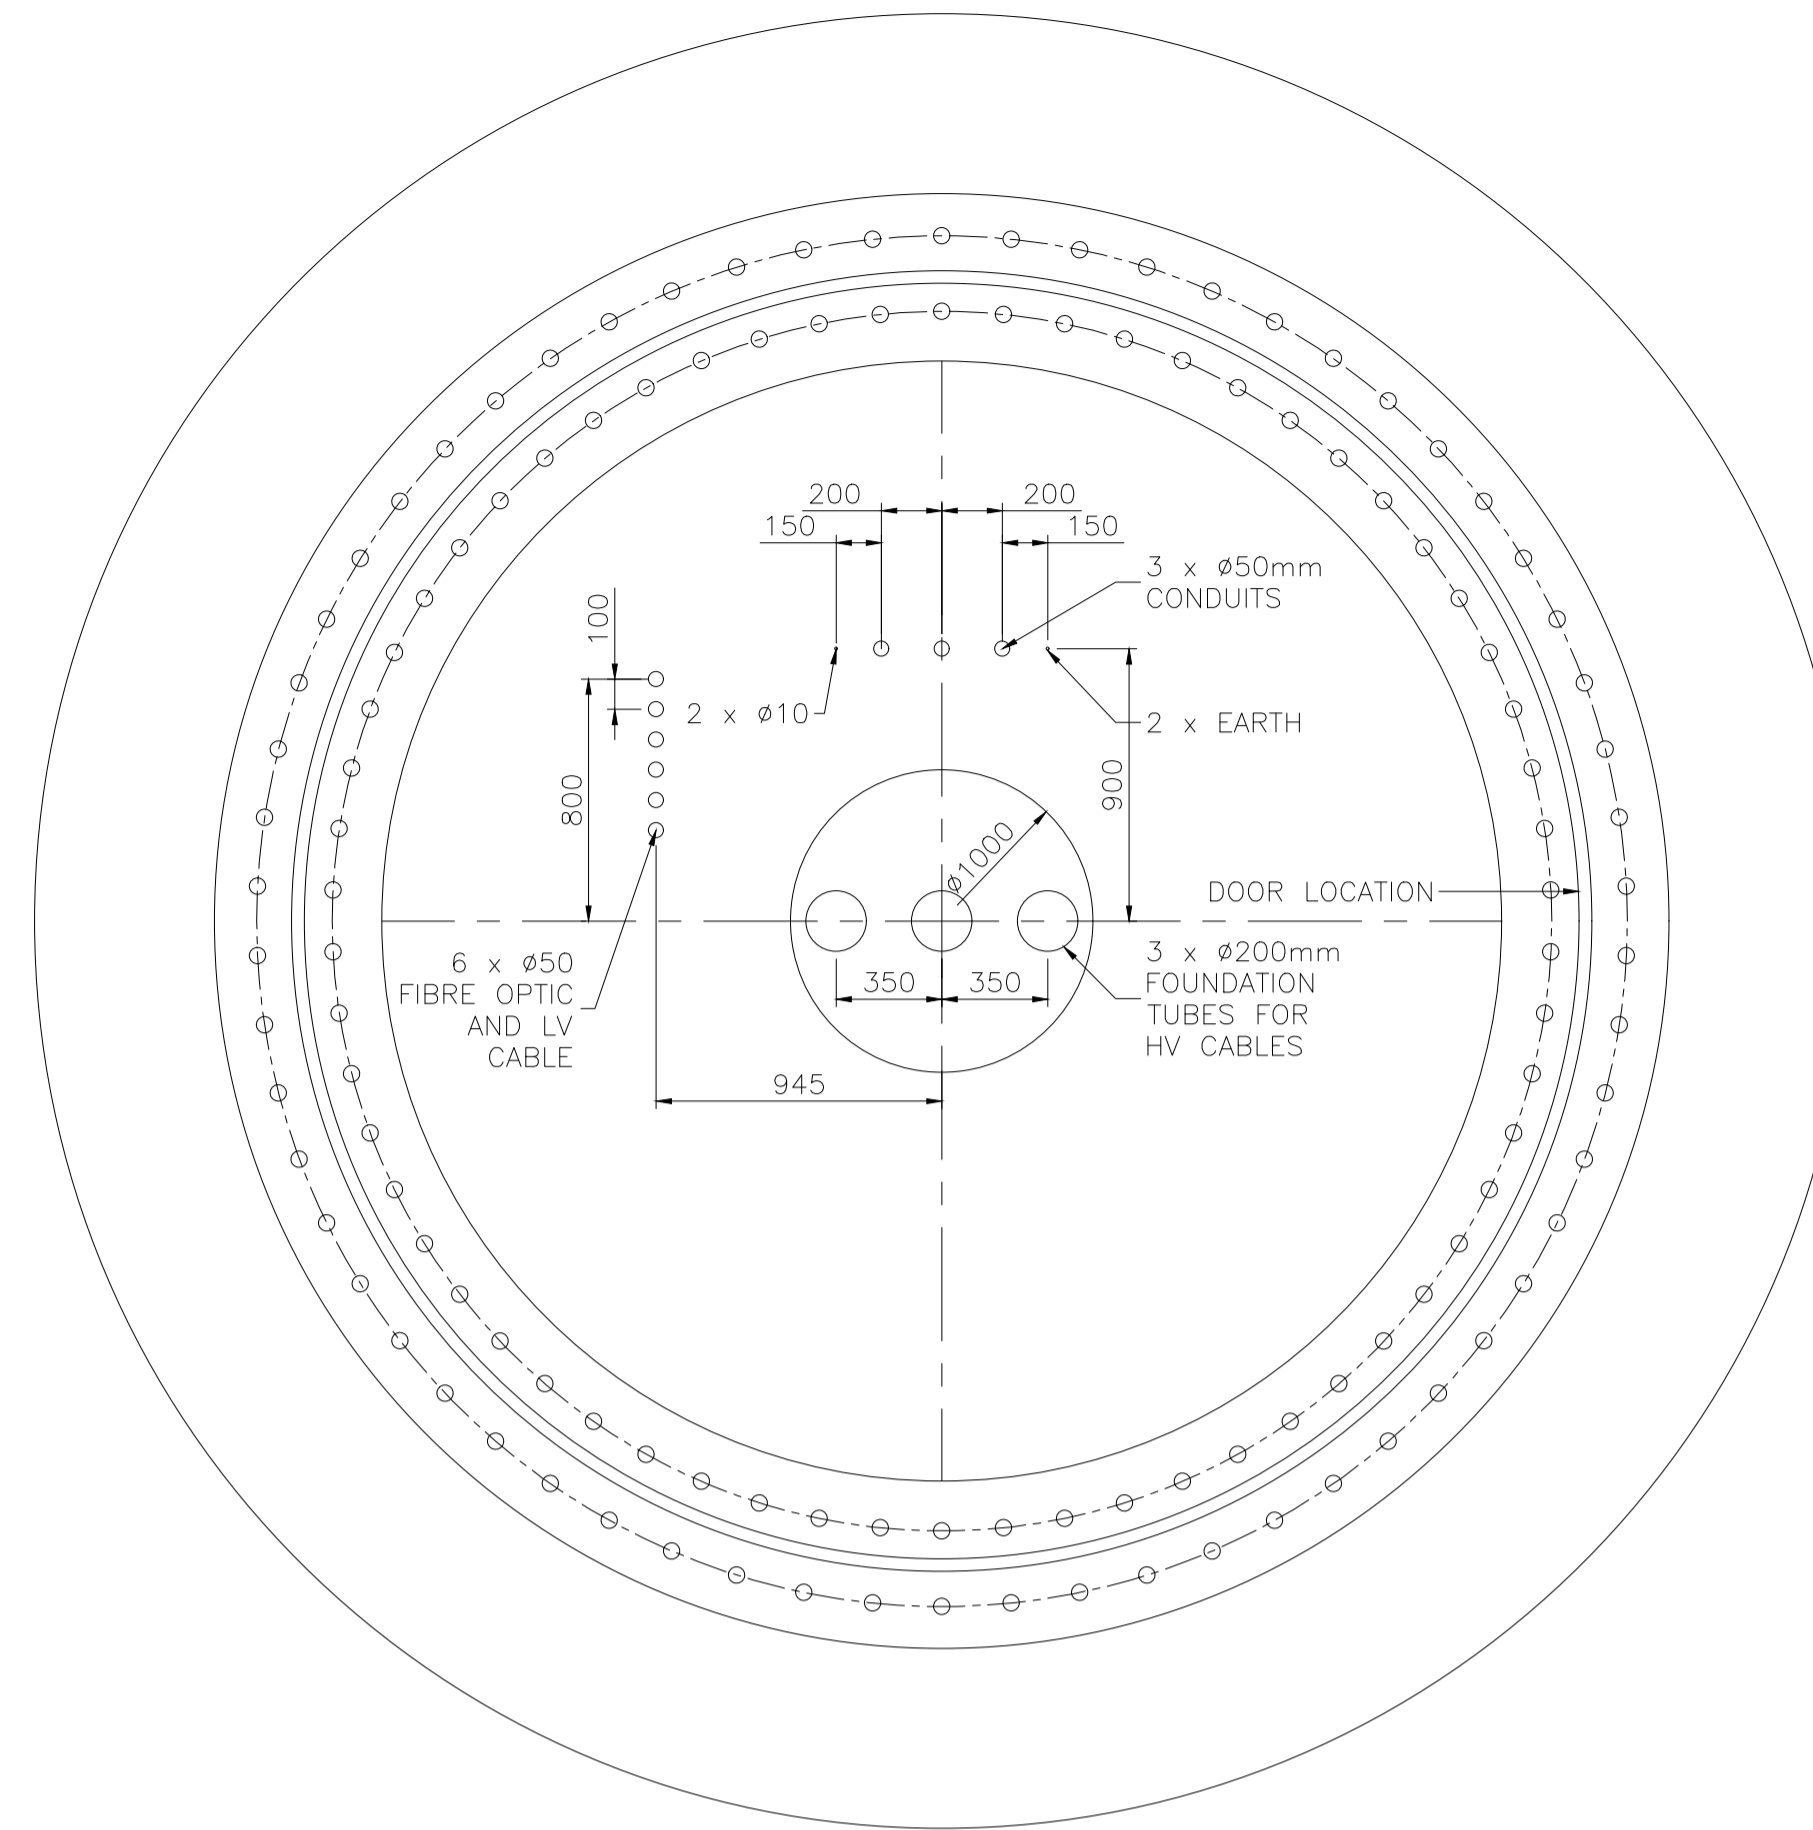 200
200
150
150
3 x ø50mm
CONDUITS
100
2 x ø10
2 x EARTH
800
900
ø1000
DOOR LOCATION
6 x ø50
FIBRE OPTIC
AND LV
CABLE
350
350
3 x ø200mm
FOUNDATION
TUBES FOR
HV CABLES
945